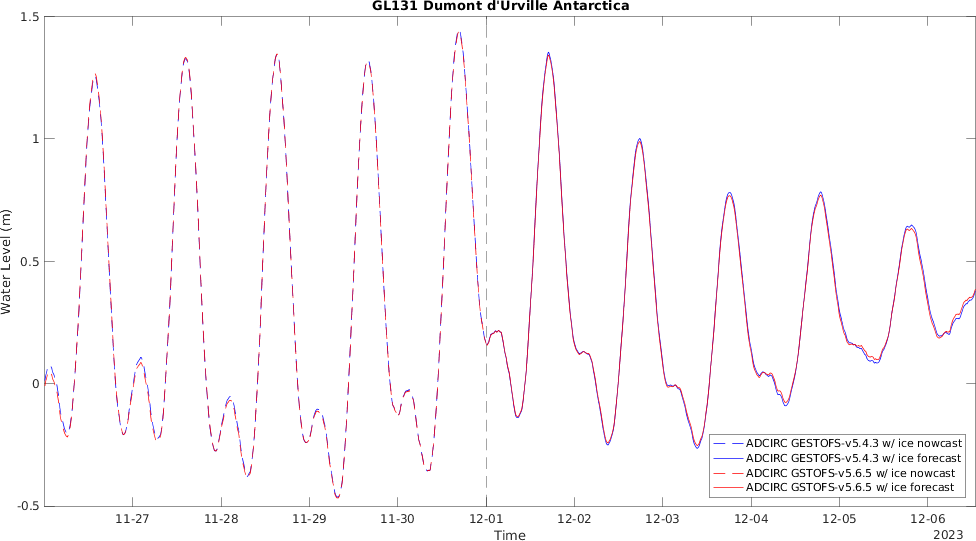 GL131 Dumont d'Urville Antarctica
1.5
1
0.5
0
-0.5
Water Level (m)
11-27 11-28 11-29 11-30 12-01 12-02 12-03 12-04 12-05 12-06
Time
2023
ADCIRC GESTOFS-v5.4.3 w/ ice nowcast
ADCIRC GESTOFS-v5.4.3 w/ ice forecast
ADCIRC GSTOFS-v5.6.5 w/ ice nowcast
ADCIRC GSTOFS-v5.6.5 w/ ice forecast